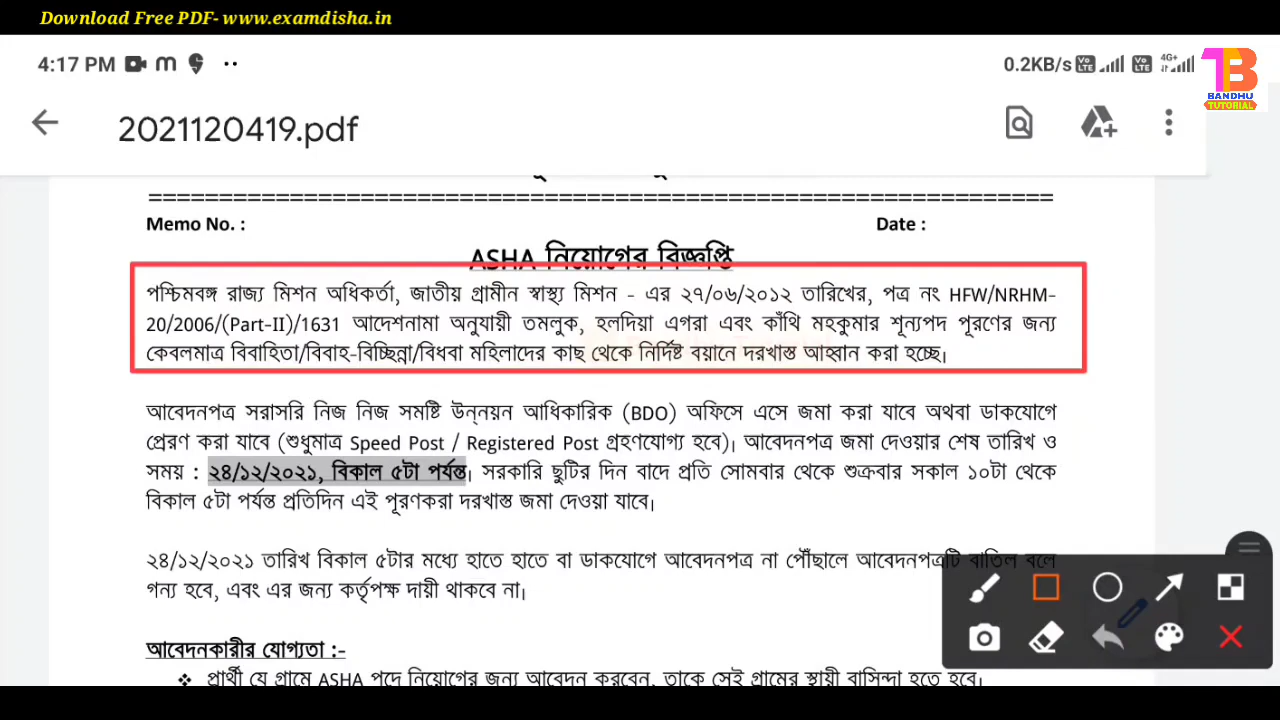 Download Free PDF- www.examdisha.in
4:17 PM
0.2KB/s Vo LTE Vo LTE 4G+
BANDHU
TUTORIAL
2021120419.pdf
==========================================================================
Memo No. : Date :
ASHA নিয়োগের বিজ্ঞপ্তি
পশ্চিমবঙ্গ রাজ্য মিশন অধিকর্তা, জাতীয় গ্রামীন স্বাস্থ্য মিশন - এর ২৭/০৬/২০১২ তারিখের, পত্র নং HFW/NRHM-
20/2006/(Part-II)/1631 আদেশনামা অনুযায়ী তমলুক, হলদিয়া এগরা এবং কাঁথি মহকুমার শূন্যপদ পূরণের জন্য
কেবলমাত্র বিবাহিতা/বিবাহ-বিচ্ছিন্না/বিধবা মহিলাদের কাছ থেকে নির্দিষ্ট বয়ানে দরখাস্ত আহ্বান করা হচ্ছে।
আবেদনপত্র সরাসরি নিজ নিজ সমষ্টি উন্নয়ন আধিকারিক (BDO) অফিসে এসে জমা করা যাবে অথবা ডাকযোগে
প্রেরণ করা যাবে (শুধুমাত্র Speed Post / Registered Post গ্রহণযোগ্য হবে)। আবেদনপত্র জমা দেওয়ার শেষ তারিখ ও
সময় : ২৪/১২/২০২১, বিকাল ৫টা পর্যন্ত। সরকারি ছুটির দিন বাদে প্রতি সোমবার থেকে শুক্রবার সকাল ১০টা থেকে
বিকাল ৫টা পর্যন্ত প্রতিদিন এই পূরণকরা দরখাস্ত জমা দেওয়া যাবে।
২৪/১২/২০২১ তারিখ বিকাল ৫টার মধ্যে হাতে হাতে বা ডাকযোগে আবেদনপত্র না পৌঁছালে আবেদনপত্রটি বাতিল বলে
গন্য হবে, এবং এর জন্য কর্তৃপক্ষ দায়ী থাকবে না।
আবেদনকারীর যোগ্যতা :-
❖ প্রার্থী যে গ্রামে ASHA পদে নিয়োগের জন্য আবেদন করবেন, তাকে সেই গ্রামের স্থায়ী বাসিন্দা হতে হবে।